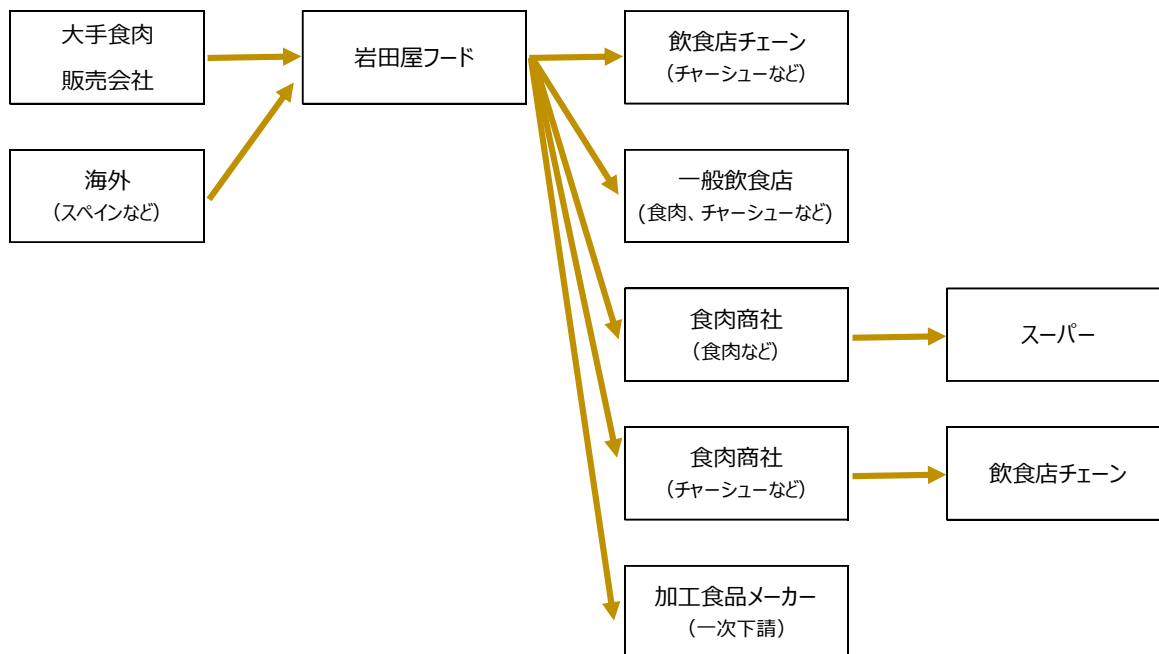 大手食肉
販売会社
岩田屋フード
飲食店チェーン
（チャーシューなど）
海外
（スペインなど）
一般飲食店
(食肉、チャーシューなど)
食肉商社
（食肉など）
スーパー
食肉商社
（チャーシューなど）
飲食店チェーン
加工食品メーカー
（一次下請）